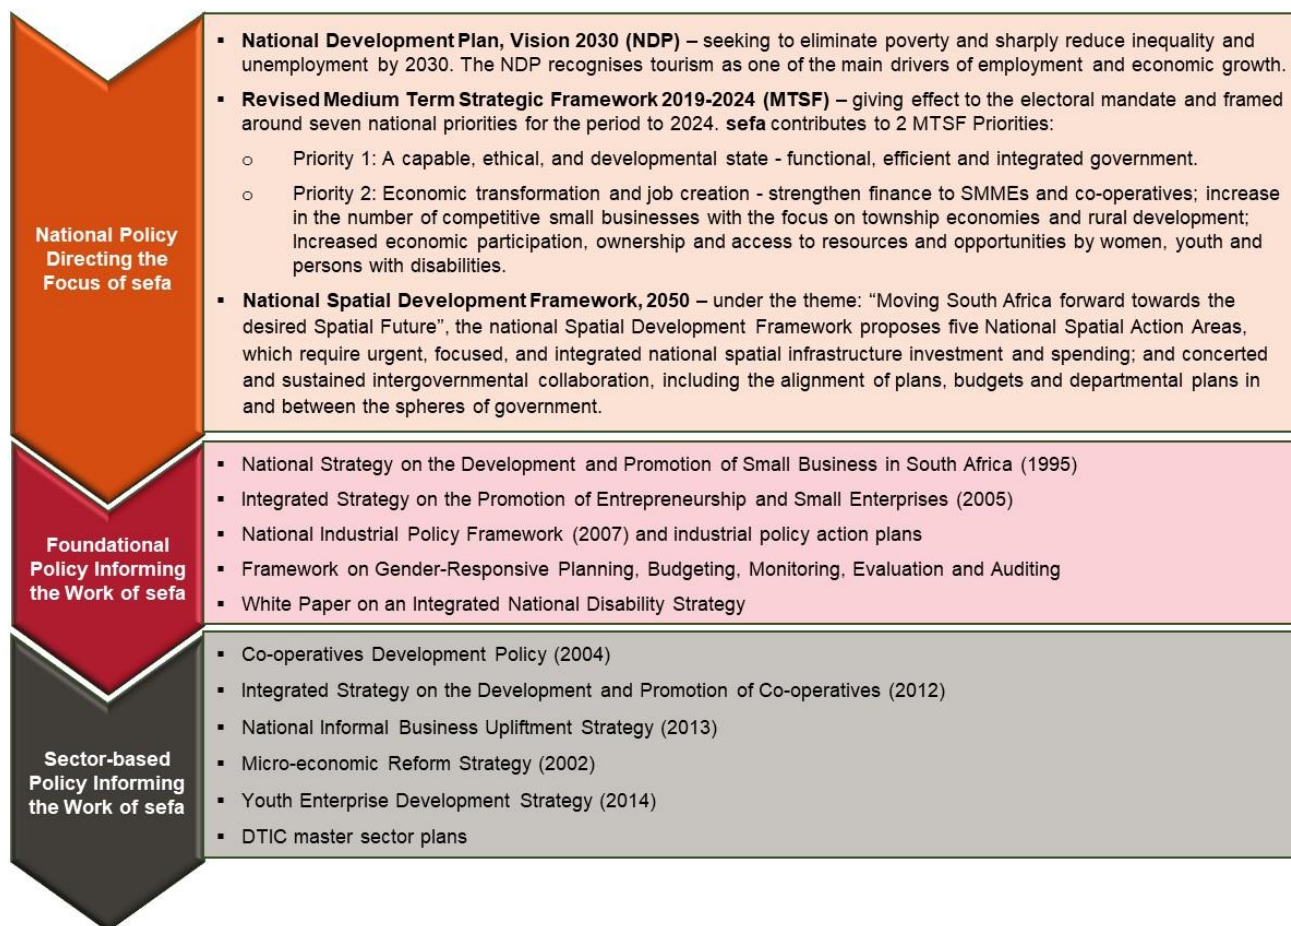 National Policy
Directing the
Focus of sefa
▪ National Development Plan, Vision 2030 (NDP) – seeking to eliminate poverty and sharply reduce inequality and
unemployment by 2030. The NDP recognises tourism as one of the main drivers of employment and economic growth.
▪ Revised Medium Term Strategic Framework 2019-2024 (MTSF) – giving effect to the electoral mandate and framed
around seven national priorities for the period to 2024. sefa contributes to 2 MTSF Priorities:
o Priority 1: A capable, ethical, and developmental state - functional, efficient and integrated government.
o Priority 2: Economic transformation and job creation - strengthen finance to SMMEs and co-operatives; increase
in the number of competitive small businesses with the focus on township economies and rural development;
Increased economic participation, ownership and access to resources and opportunities by women, youth and
persons with disabilities.
▪ National Spatial Development Framework, 2050 – under the theme: “Moving South Africa forward towards the
desired Spatial Future”, the national Spatial Development Framework proposes five National Spatial Action Areas,
which require urgent, focused, and integrated national spatial infrastructure investment and spending; and concerted
and sustained intergovernmental collaboration, including the alignment of plans, budgets and departmental plans in
and between the spheres of government.
Foundational
Policy Informing
the Work of sefa
▪ National Strategy on the Development and Promotion of Small Business in South Africa (1995)
▪ Integrated Strategy on the Promotion of Entrepreneurship and Small Enterprises (2005)
▪ National Industrial Policy Framework (2007) and industrial policy action plans
▪ Framework on Gender-Responsive Planning, Budgeting, Monitoring, Evaluation and Auditing
▪ White Paper on an Integrated National Disability Strategy
Sector-based
Policy Informing
the Work of sefa
▪ Co-operatives Development Policy (2004)
▪ Integrated Strategy on the Development and Promotion of Co-operatives (2012)
▪ National Informal Business Upliftment Strategy (2013)
▪ Micro-economic Reform Strategy (2002)
▪ Youth Enterprise Development Strategy (2014)
▪ DTIC master sector plans